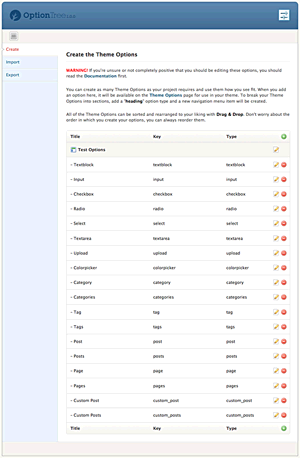 OptionTree
Create
Import
Export
Create the Theme Options
WARNING! If you're unsure or not completely positive that you should be editing these options, you should
read the Documentation first.
You can create as many Theme Options as your project requires and use them how you see fit. When you add
an option here, it will be available on the Theme Options page for use in your theme. To break your Theme
Options into sections, add a "heading" option type and a new navigation menu item will be created.
All of the Theme Options can be sorted and rearranged to your liking with Drag & Drop. Don't worry about the
order in which you create your options, you can always reorder them.
Title Key Type
Test Options
- Textblock textblock textblock
- Input input input
- Checkbox checkbox checkbox
- Radio radio radio
- Select select select
- Textarea textarea textarea
- Upload upload upload
- Colorpicker colorpicker colorpicker
- Category category category
- Categories categories categories
- Tag tag tag
- Tags tags tags
- Post post post
- Posts posts posts
- Page page page
- Pages pages pages
- Custom Post custom_post custom_post
- Custom Posts custom_posts custom_posts
Title Key Type